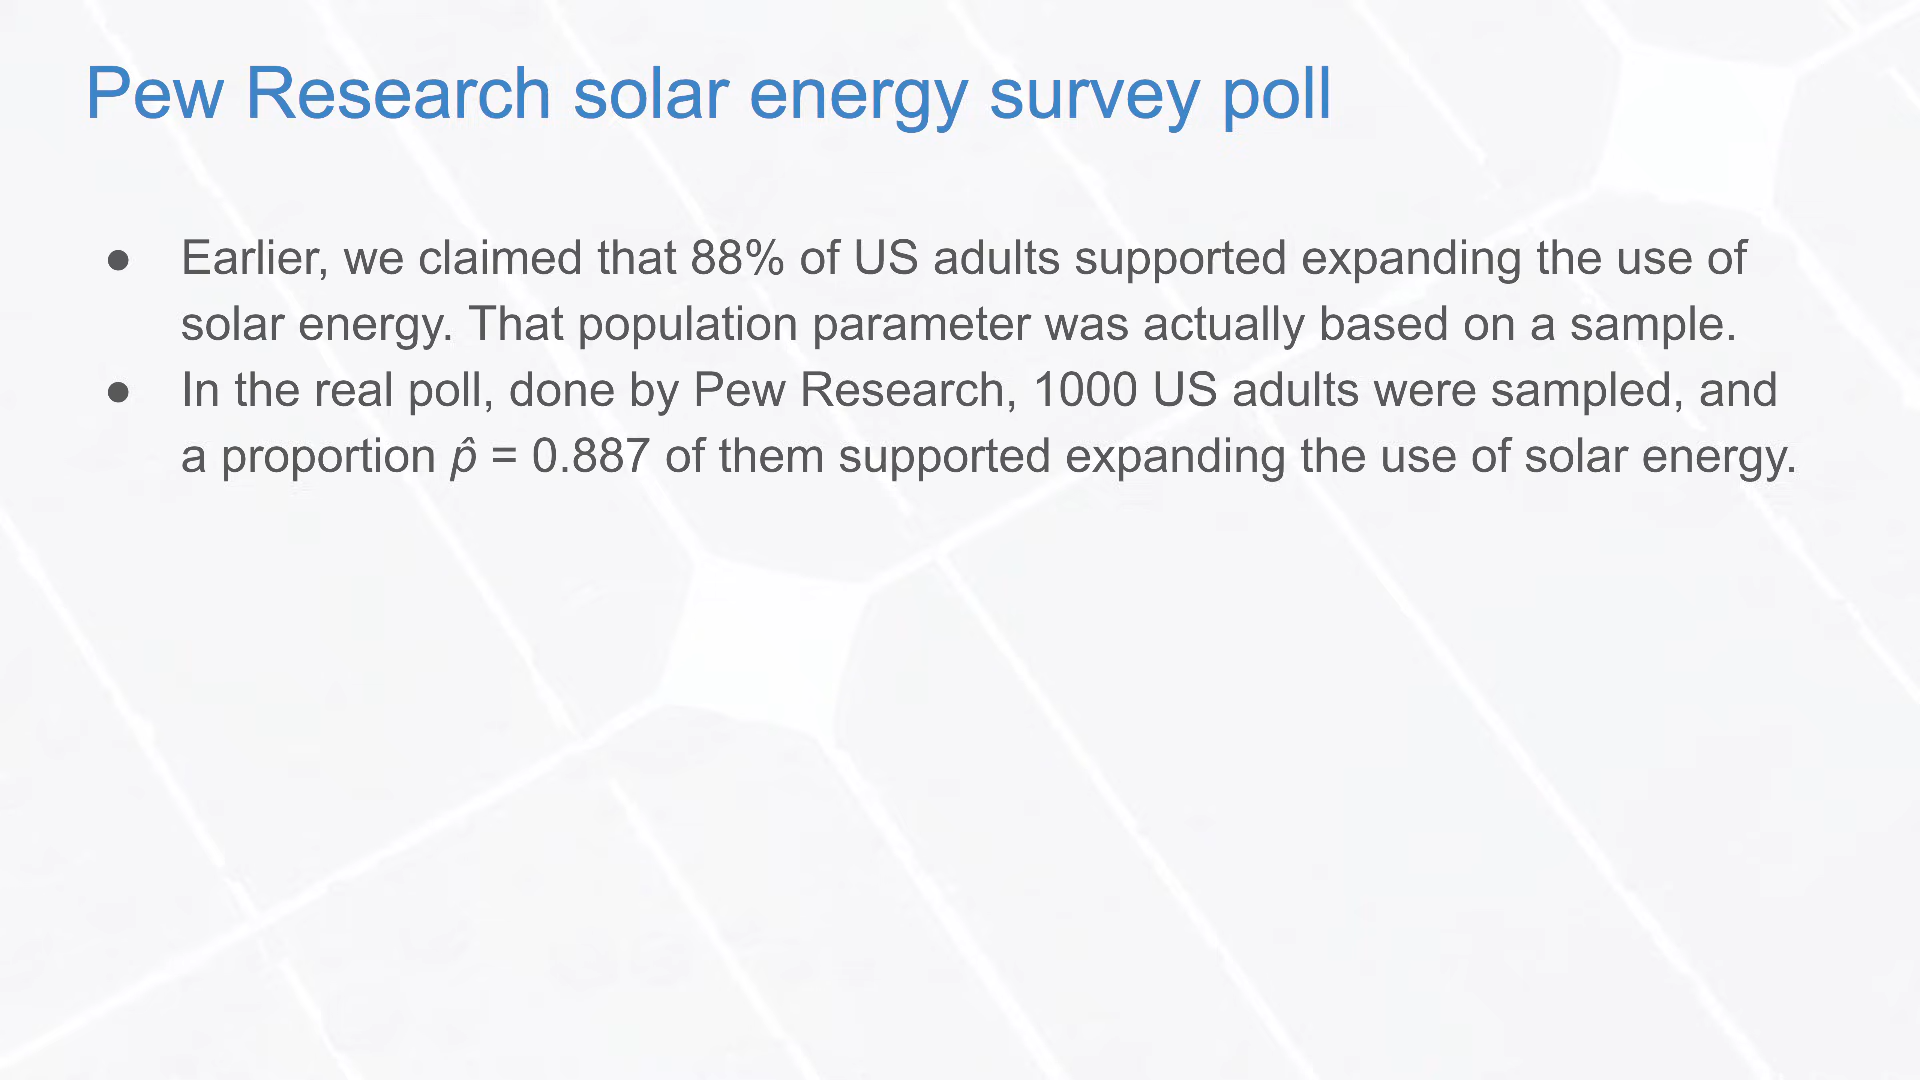 Pew Research solar energy survey poll
● Earlier, we claimed that 88% of US adults supported expanding the use of
solar energy. That population parameter was actually based on a sample.
● In the real poll, done by Pew Research, 1000 US adults were sampled, and
a proportion p̂ = 0.887 of them supported expanding the use of solar energy.